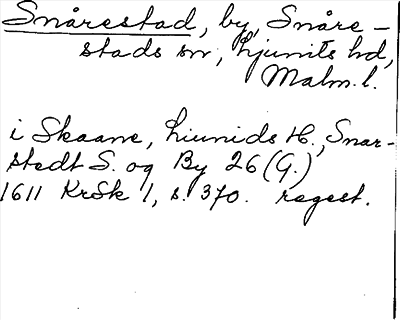 Snårestad, by, Snåre-
stads sn, Ljunits hd,
Malm. l.
i Skaane, Liunids H., Snar-
stedt S. og By 26 (G.)
1611 KrSk 1, s. 370. regest.